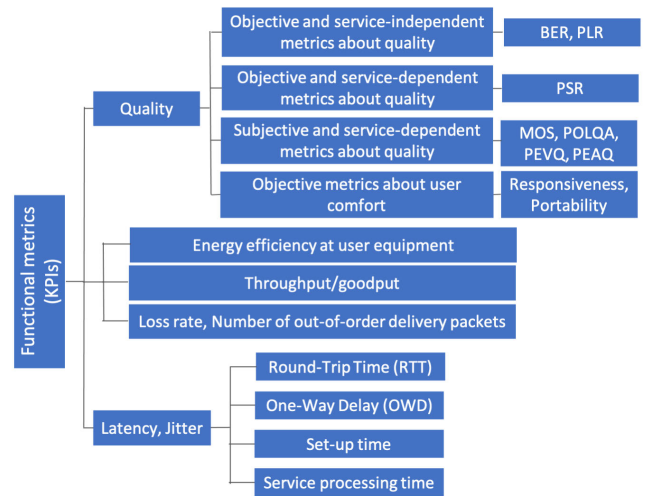 Functional metrics
(KPIs)
Quality
Objective and service-independent
metrics about quality
BER, PLR
Objective and service-dependent
metrics about quality
PSR
Subjective and service-dependent
metrics about quality
MOS, POLQA,
PEVQ, PEAQ
Objective metrics about user
comfort
Responsiveness,
Portability
Energy efficiency at user equipment
Throughput/goodput
Loss rate, Number of out-of-order delivery packets
Latency, Jitter
Round-Trip Time (RTT)
One-Way Delay (OWD)
Set-up time
Service processing time